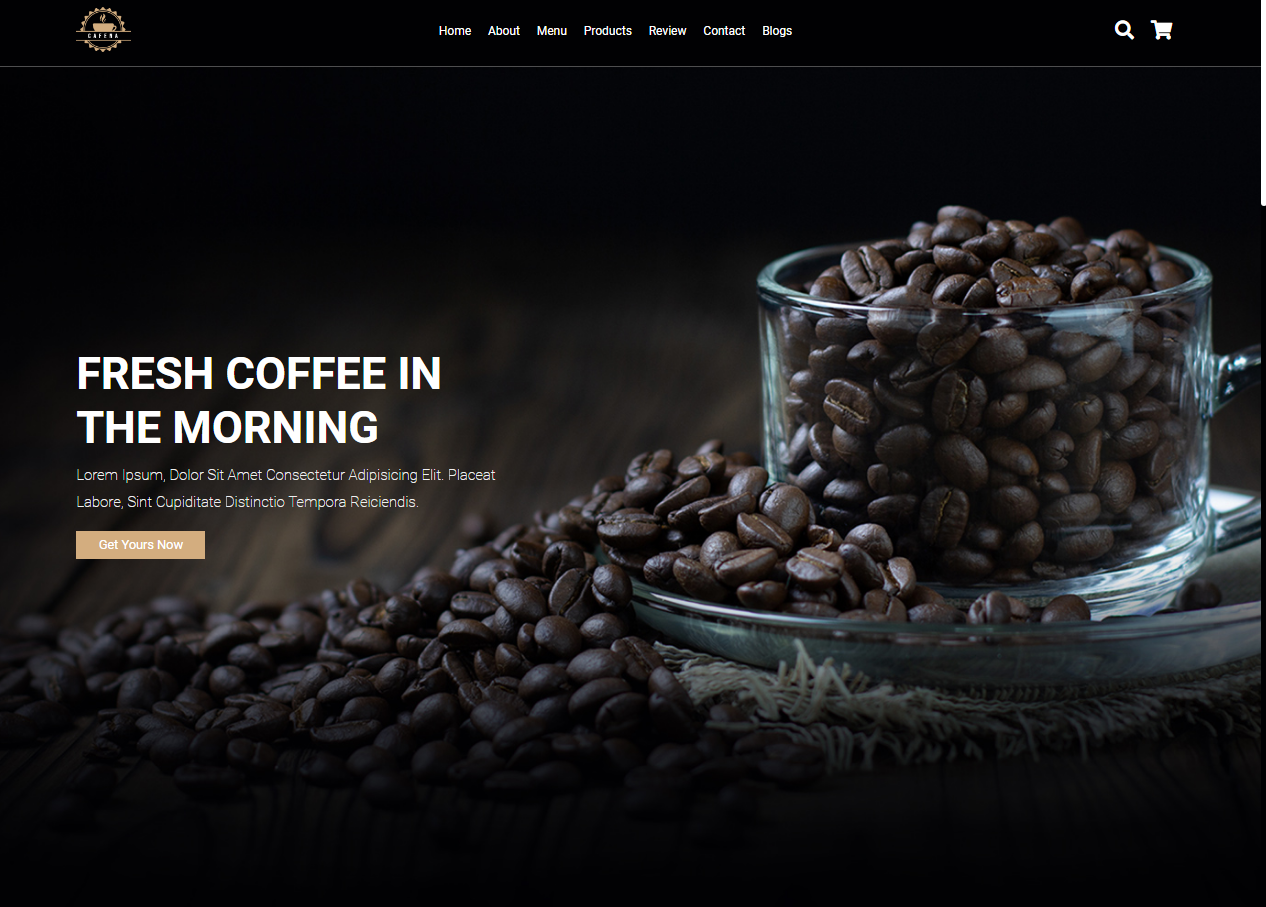 CAFENA
Home About Menu Products Review Contact Blogs
FRESH COFFEE IN
THE MORNING
Lorem Ipsum, Dolor Sit Amet Consectetur Adipisicing Elit. Placeat
Labore, Sint Cupiditate Distinctio Tempora Reiciendis.
Get Yours Now